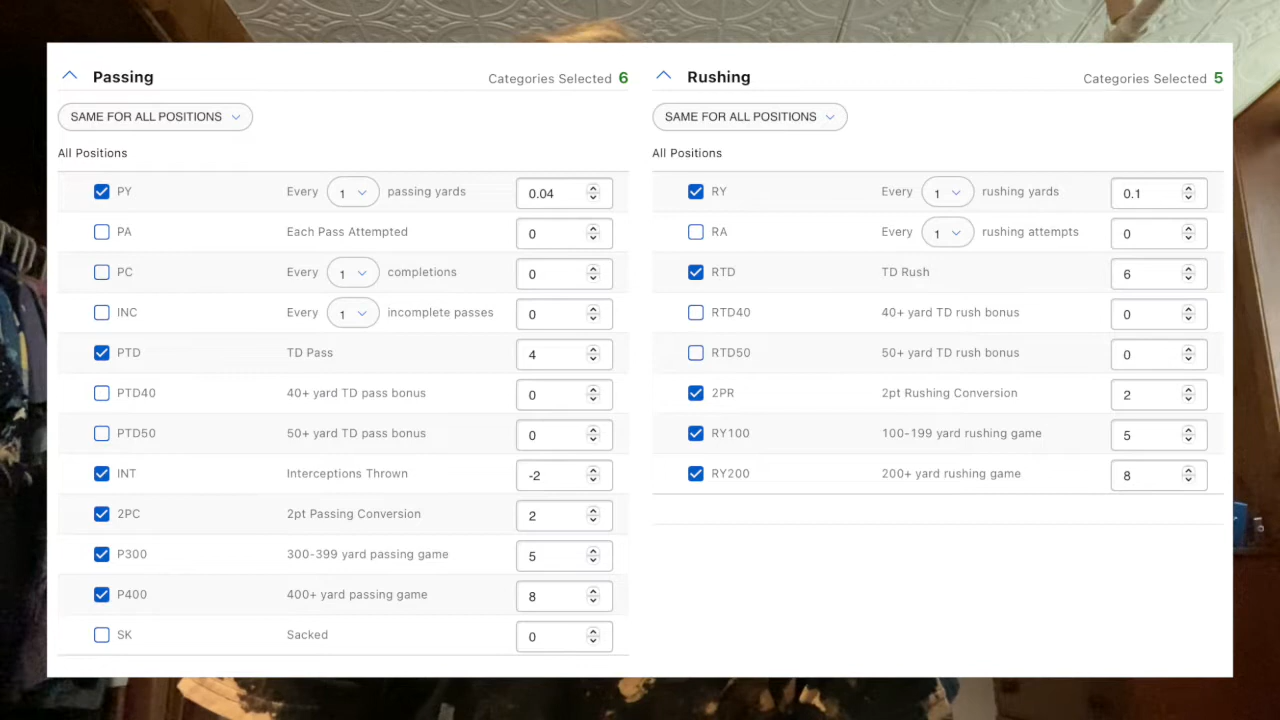 Passing
Categories Selected 6
SAME FOR ALL POSITIONS
All Positions
PY Every 1 passing yards 0.04
PA Each Pass Attempted 0
PC Every 1 completions 0
INC Every 1 incomplete passes 0
PTD TD Pass 4
PTD40 40+ yard TD pass bonus 0
PTD50 50+ yard TD pass bonus 0
INT Interceptions Thrown -2
2PC 2pt Passing Conversion 2
P300 300-399 yard passing game 5
P400 400+ yard passing game 8
SK Sacked 0
Rushing
Categories Selected 5
SAME FOR ALL POSITIONS
All Positions
RY Every 1 rushing yards 0.1
RA Every 1 rushing attempts 0
RTD TD Rush 6
RTD40 40+ yard TD rush bonus 0
RTD50 50+ yard TD rush bonus 0
2PR 2pt Rushing Conversion 2
RY100 100-199 yard rushing game 5
RY200 200+ yard rushing game 8